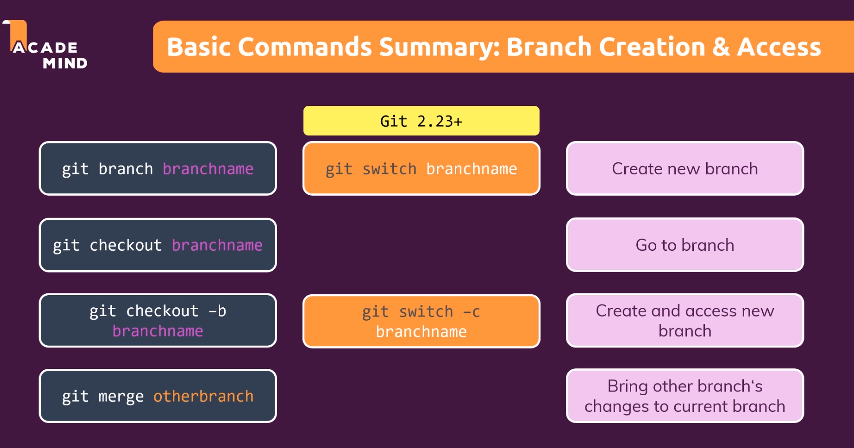 ACADE
MIND
Basic Commands Summary: Branch Creation & Access
Git 2.23+
git branch branchname
git switch branchname
Create new branch
git checkout branchname
Go to branch
git checkout –b
branchname
git switch –c
branchname
Create and access new
branch
git merge otherbranch
Bring other branch‘s
changes to current branch